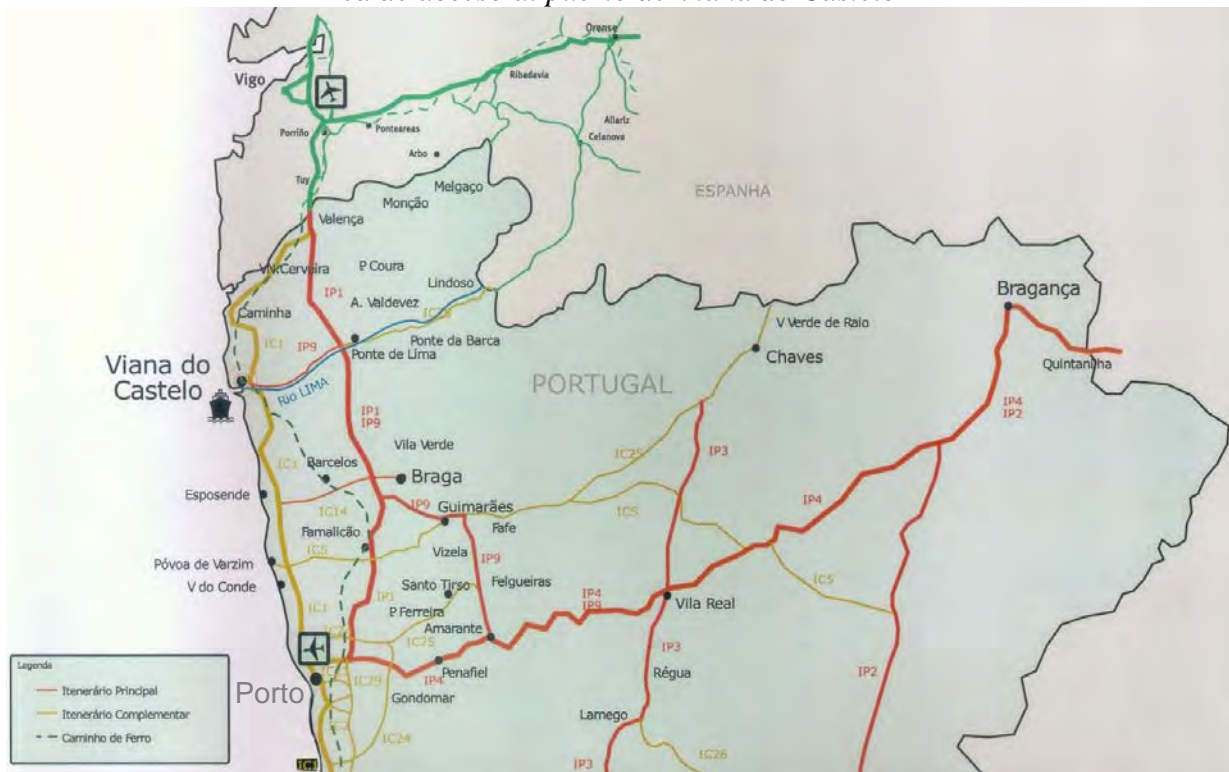 Orense
Vigo
Ribadavia
Allariz
Porriño
Ponteareas
Celanova
Arbo
Tuy
Melgaço
ESPANHA
Monção
Valença
VN.Cerveira
P Coura
Lindoso
Bragança
IP1
A. Valdevez
Caminha
V Verde de Raio
IC1
IP9
Ponte da Barca
Ponte de Lima
Chaves
Quintanilha
Viana do
Castelo
Rio LIMA
PORTUGAL
IP4
IP2
IP1
IP9
Vila Verde
IP3
IC25
IC1
Barcelos
Braga
Esposende
IC14
IP9
Guimarães
IP4
IC5
Fafe
Famalicão
IC5
Vizela
IP9
Póvoa de Varzim
V do Conde
Santo Tirso
Felgueiras
IC5
IP4
IP9
IP1
IC1
P Ferreira
Vila Real
Amarante
IC25
IP3
Penafiel
Régua
IP2
IC29
IP4
Porto
Gondomar
Lamego
IC24
IC26
IP3
IC1
Legenda
Itenerário Principal
Itenerário Complementar
Caminho de Ferro